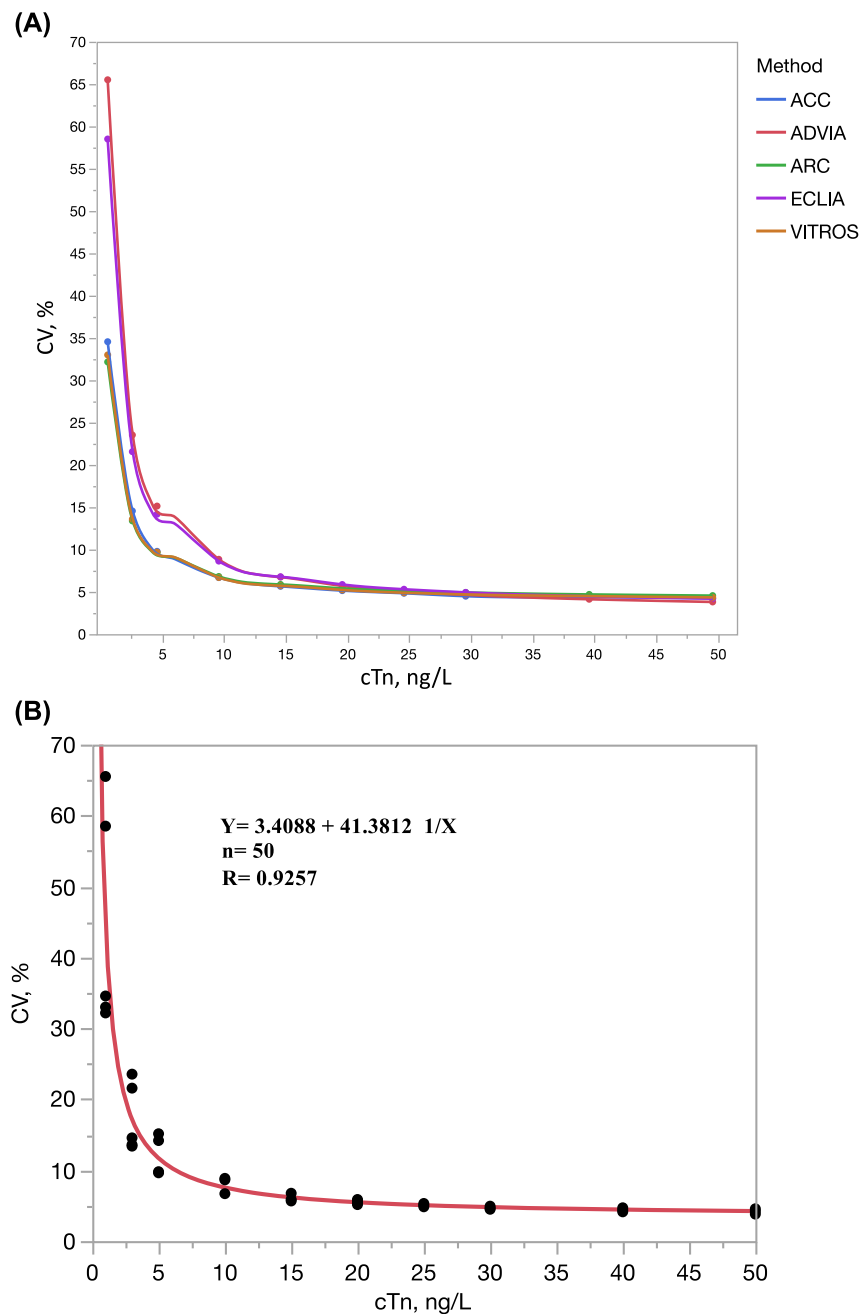 (A)
70
65
60
55
50
45
40
35
30
25
20
15
10
5
0
CV, %
5 10 15 20 25 30 35 40 45 50
cTn, ng/L
Method
ACC
ADVIA
ARC
ECLIA
VITROS
(B)
70
60
50
40
30
20
10
0
CV, %
Y= 3.4088 + 41.3812 1/X
n= 50
R= 0.9257
0 5 10 15 20 25 30 35 40 45 50
cTn, ng/L